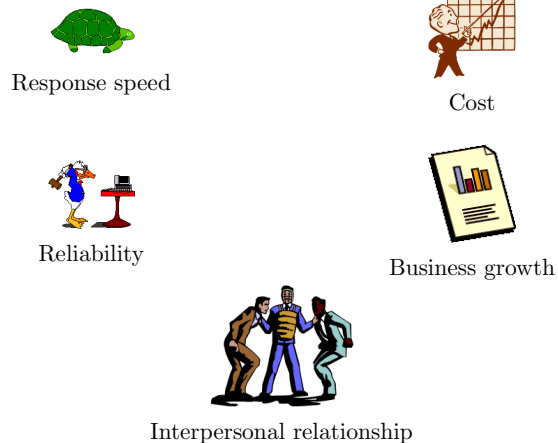 Response speed
Cost
Reliability
Business growth
Interpersonal relationship